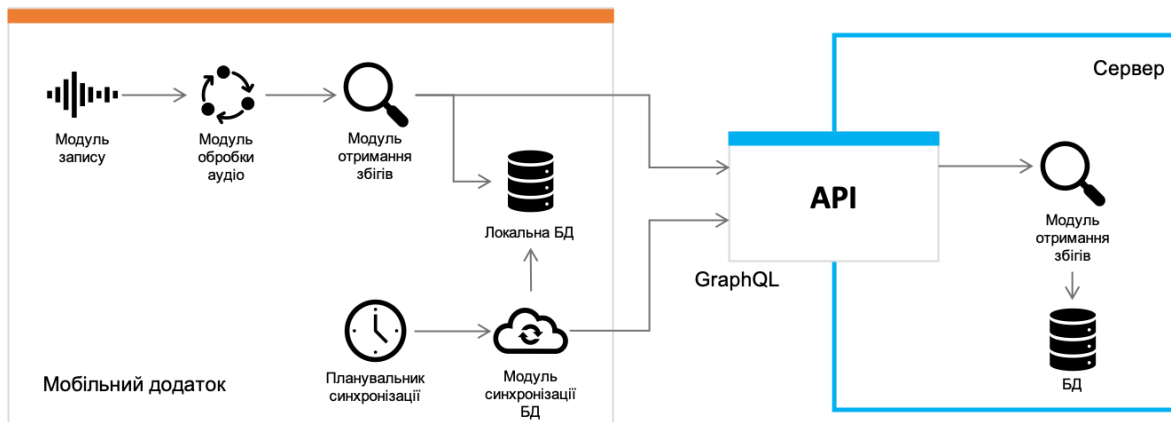 Сервер
Модуль
запису
Модуль
обробки
аудіо
Модуль
отримання
збігів
Локальна БД
API
GraphQL
Модуль
отримання
збігів
БД
Мобільний додаток
Планувальник
синхронізації
Модуль
синхронізації
БД